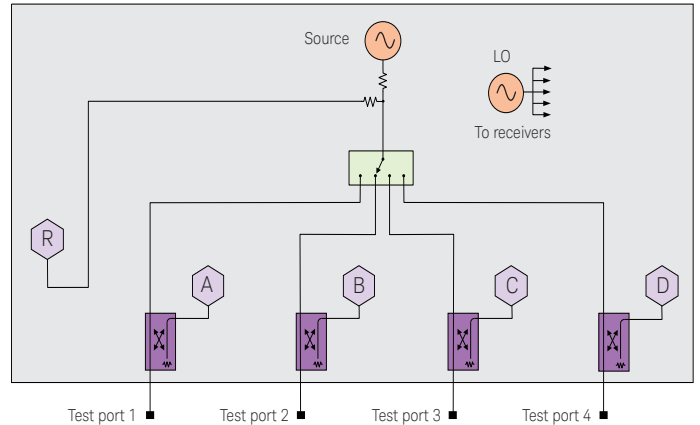 Source
LO
To receivers
R
A
B
C
D
Test port 1
Test port 2
Test port 3
Test port 4